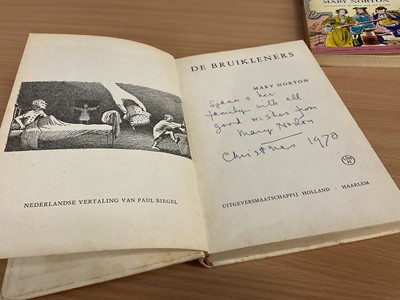 MARY NORTON
DE BRUIKLENERS
MARY NORTON
& her
family with all
good wishes from
Mary Norton
Christmas 1970
NEDERLANDSE VERTALING VAN PAUL BIEGEL
UITGEVERSMAATSCHAPPIJ HOLLAND - HAARLEM